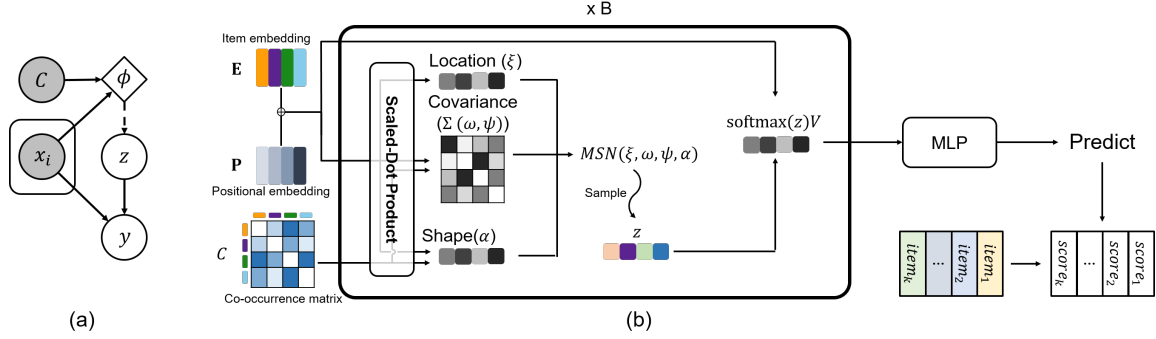 C
ϕ
x_i
z
y
(a)
x B
Item embedding
E
P
Positional embedding
C
Co-occurrence matrix
Scaled-Dot Product
Location (ξ)
Covariance
(Σ (ω, ψ))
Shape(α)
MSN(ξ, ω, ψ, α)
Sample
z
softmax(z)V
MLP
Predict
item_k
...
item_2
item_1
score_k
...
score_2
score_1
(b)